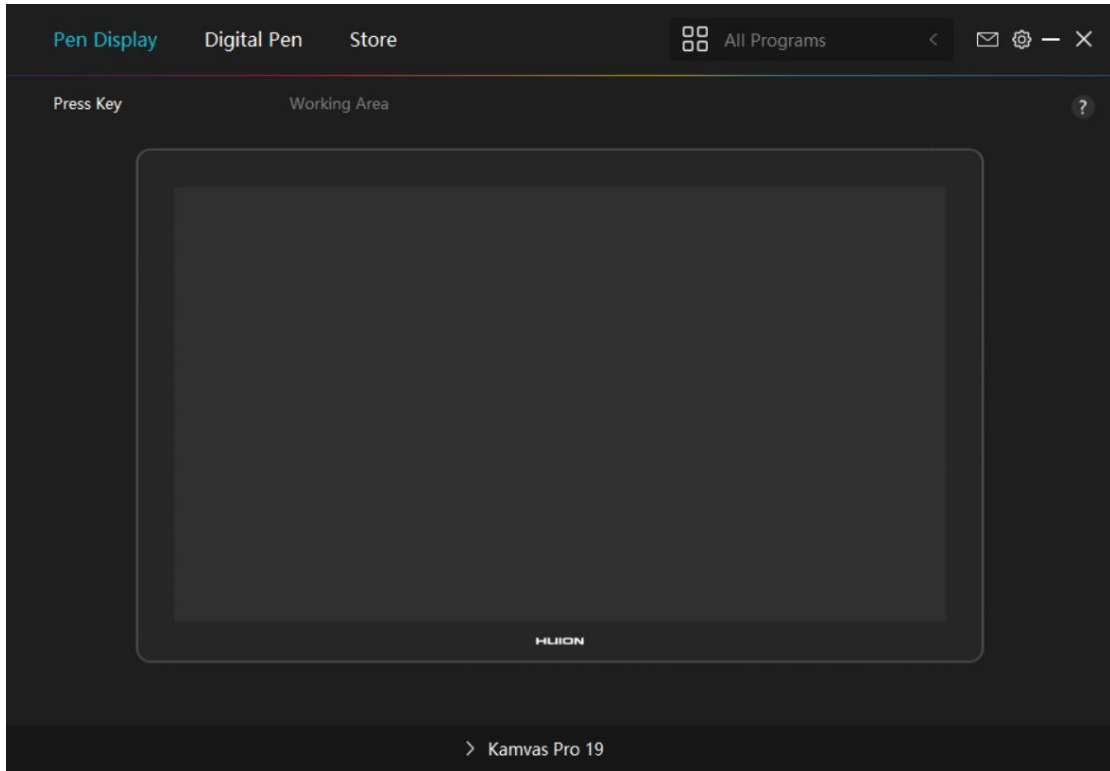 Pen Display Digital Pen Store All Programs
Press Key Working Area ?
HUION
Kamvas Pro 19